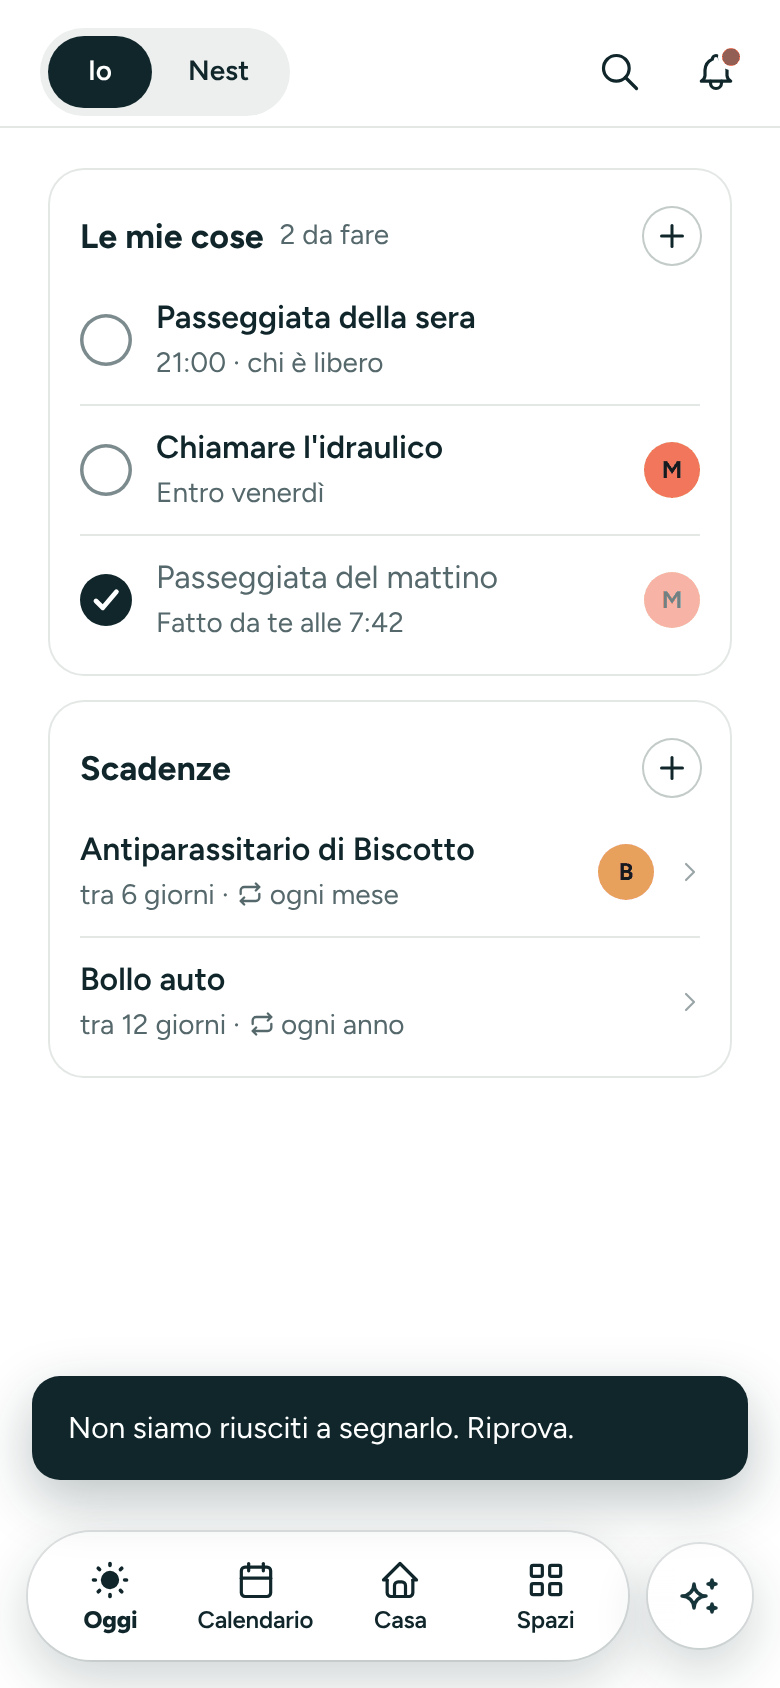 Io
Nest
Le mie cose 2 da fare
Passeggiata della sera
21:00 · chi è libero
Chiamare l'idraulico
M
Entro venerdì
Passeggiata del mattino
M
Fatto da te alle 7:42
Scadenze
Antiparassitario di Biscotto
B
tra 6 giorni · ogni mese
Bollo auto
tra 12 giorni · ogni anno
Non siamo riusciti a segnarlo. Riprova.
Oggi
Calendario
Casa
Spazi